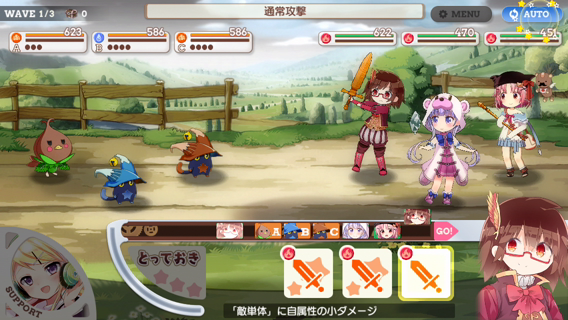 WAVE 1/3
0
通常攻撃
MENU
AUTO
A 623
B 586
C 586
622
470
451
A B C GO!
とっておき
SUPPORT
「敵単体」に自属性の小ダメージ